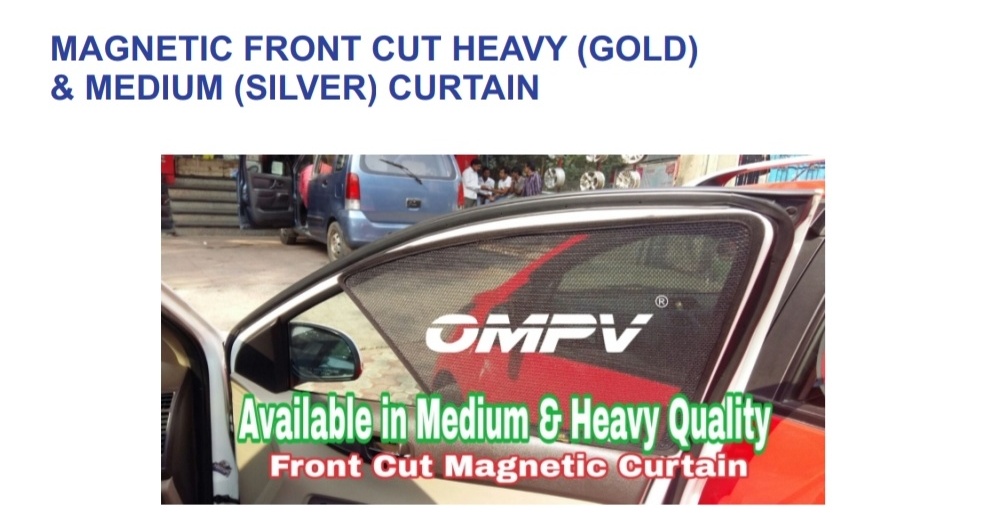 MAGNETIC FRONT CUT HEAVY (GOLD)
& MEDIUM (SILVER) CURTAIN
OMPV®
Available in Medium & Heavy Quality
Front Cut Magnetic Curtain